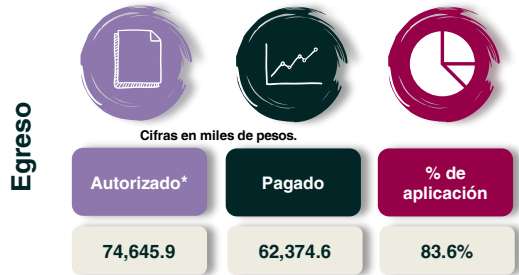 Egreso
Cifras en miles de pesos.
Autorizado*
Pagado
% de
aplicación
74,645.9
62,374.6
83.6%